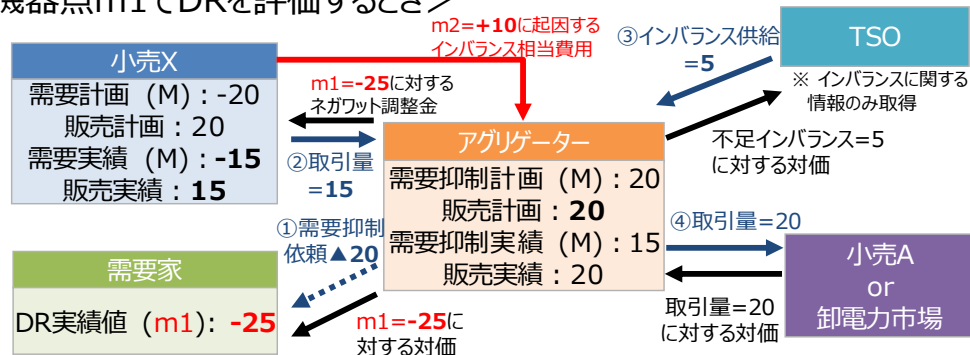 機器点m1でDRを評価するとき＞
m2=+10に起因する
インバランス相当費用
③インバランス供給
=5
TSO
※ インバランスに関する
情報のみ取得
小売X
需要計画 (M) : -20
販売計画 : 20
需要実績 (M) : -15
販売実績 : 15
m1=-25に対する
ネガワット調整金
②取引量
=15
アグリゲーター
需要抑制計画 (M) : 20
販売計画 : 20
需要抑制実績 (M) : 15
販売実績 : 20
不足インバランス=5
に対する対価
④取引量=20
小売A
or
卸電力市場
取引量=20
に対する対価
①需要抑制
依頼▲20
需要家
DR実績値 (m1): -25
m1=-25に
対する対価